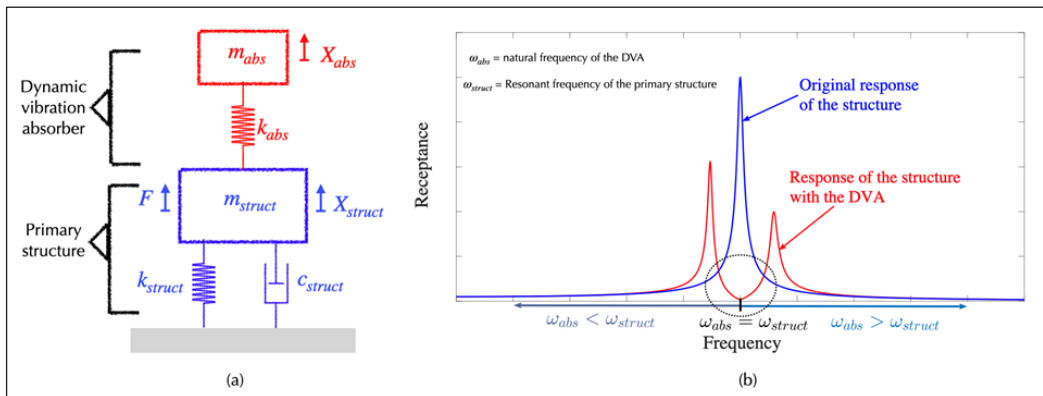 m_abs
X_abs
Dynamic
vibration
absorber
k_abs
F
m_struct
X_struct
Primary
structure
k_struct
c_struct
(a)
ω_abs = natural frequency of the DVA
ω_struct = Resonant frequency of the primary structure
Original response
of the structure
Receptance
Response of the structure
with the DVA
ω_abs < ω_struct
ω_abs = ω_struct
ω_abs > ω_struct
Frequency
(b)